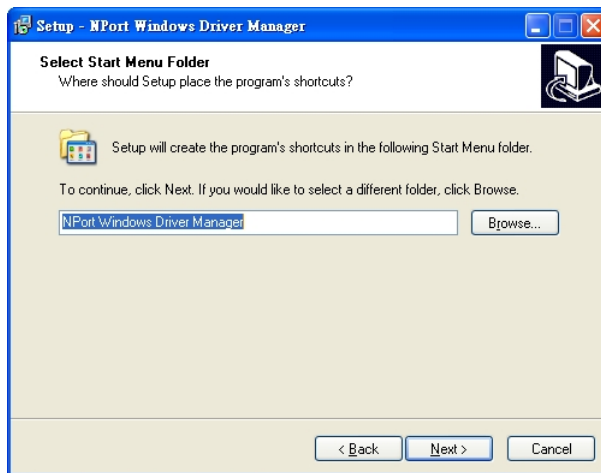 Setup - NPort Windows Driver Manager
Select Start Menu Folder
Where should Setup place the program's shortcuts?
Setup will create the program's shortcuts in the following Start Menu folder.
To continue, click Next. If you would like to select a different folder, click Browse.
NPort Windows Driver Manager
Browse...
< Back
Next >
Cancel